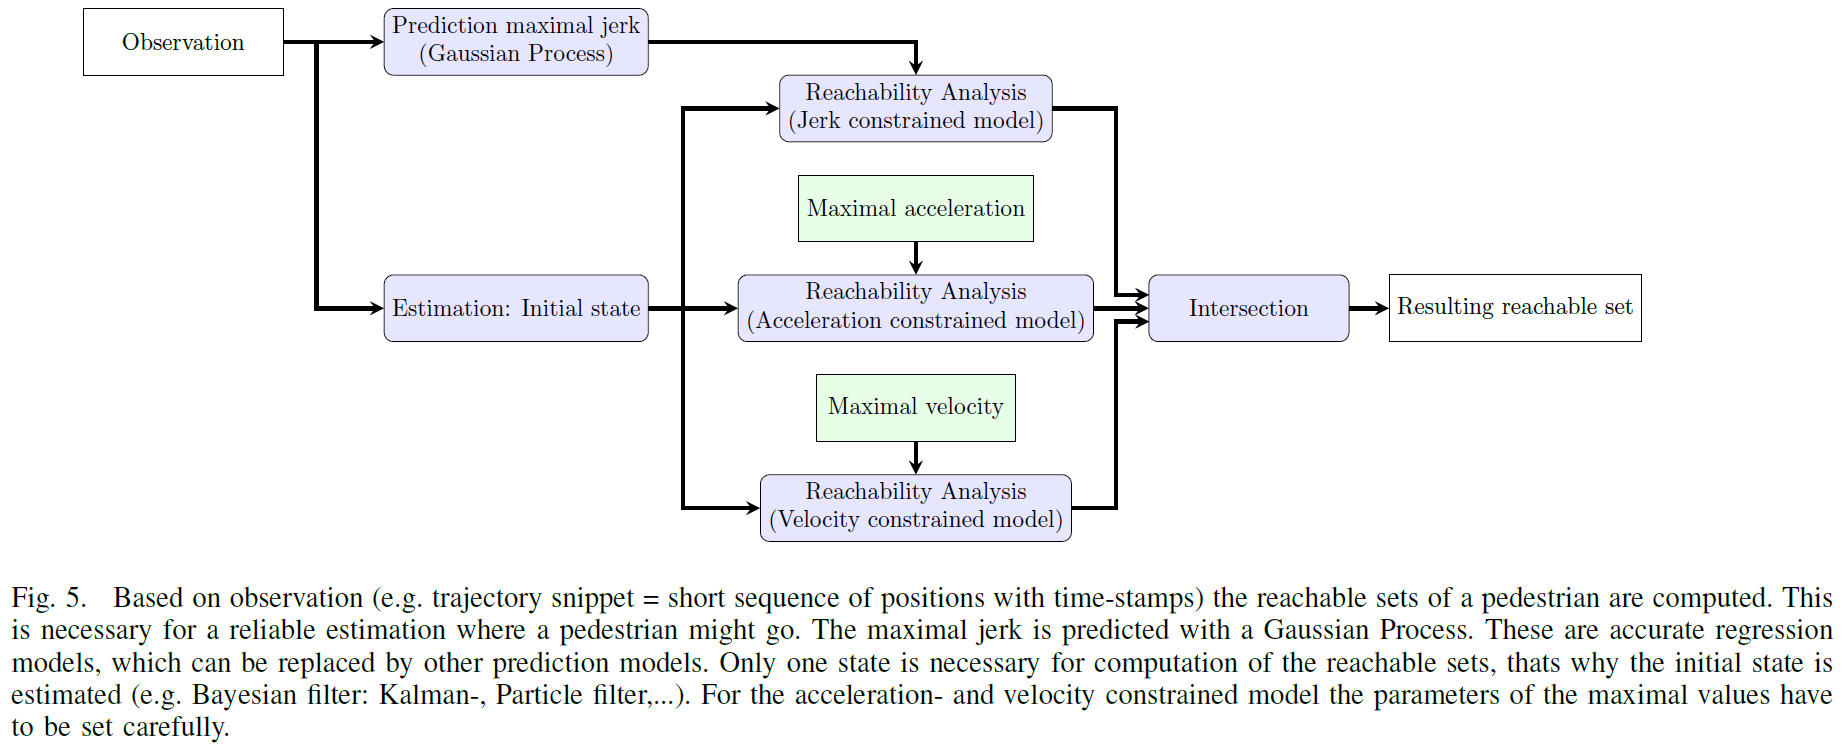 Observation
Prediction maximal jerk
(Gaussian Process)
Reachability Analysis
(Jerk constrained model)
Maximal acceleration
Estimation: Initial state
Reachability Analysis
(Acceleration constrained model)
Intersection
Resulting reachable set
Maximal velocity
Reachability Analysis
(Velocity constrained model)
Fig. 5. Based on observation (e.g. trajectory snippet = short sequence of positions with time-stamps) the reachable sets of a pedestrian are computed. This
is necessary for a reliable estimation where a pedestrian might go. The maximal jerk is predicted with a Gaussian Process. These are accurate regression
models, which can be replaced by other prediction models. Only one state is necessary for computation of the reachable sets, thats why the initial state is
estimated (e.g. Bayesian filter: Kalman-, Particle filter,...). For the acceleration- and velocity constrained model the parameters of the maximal values have
to be set carefully.